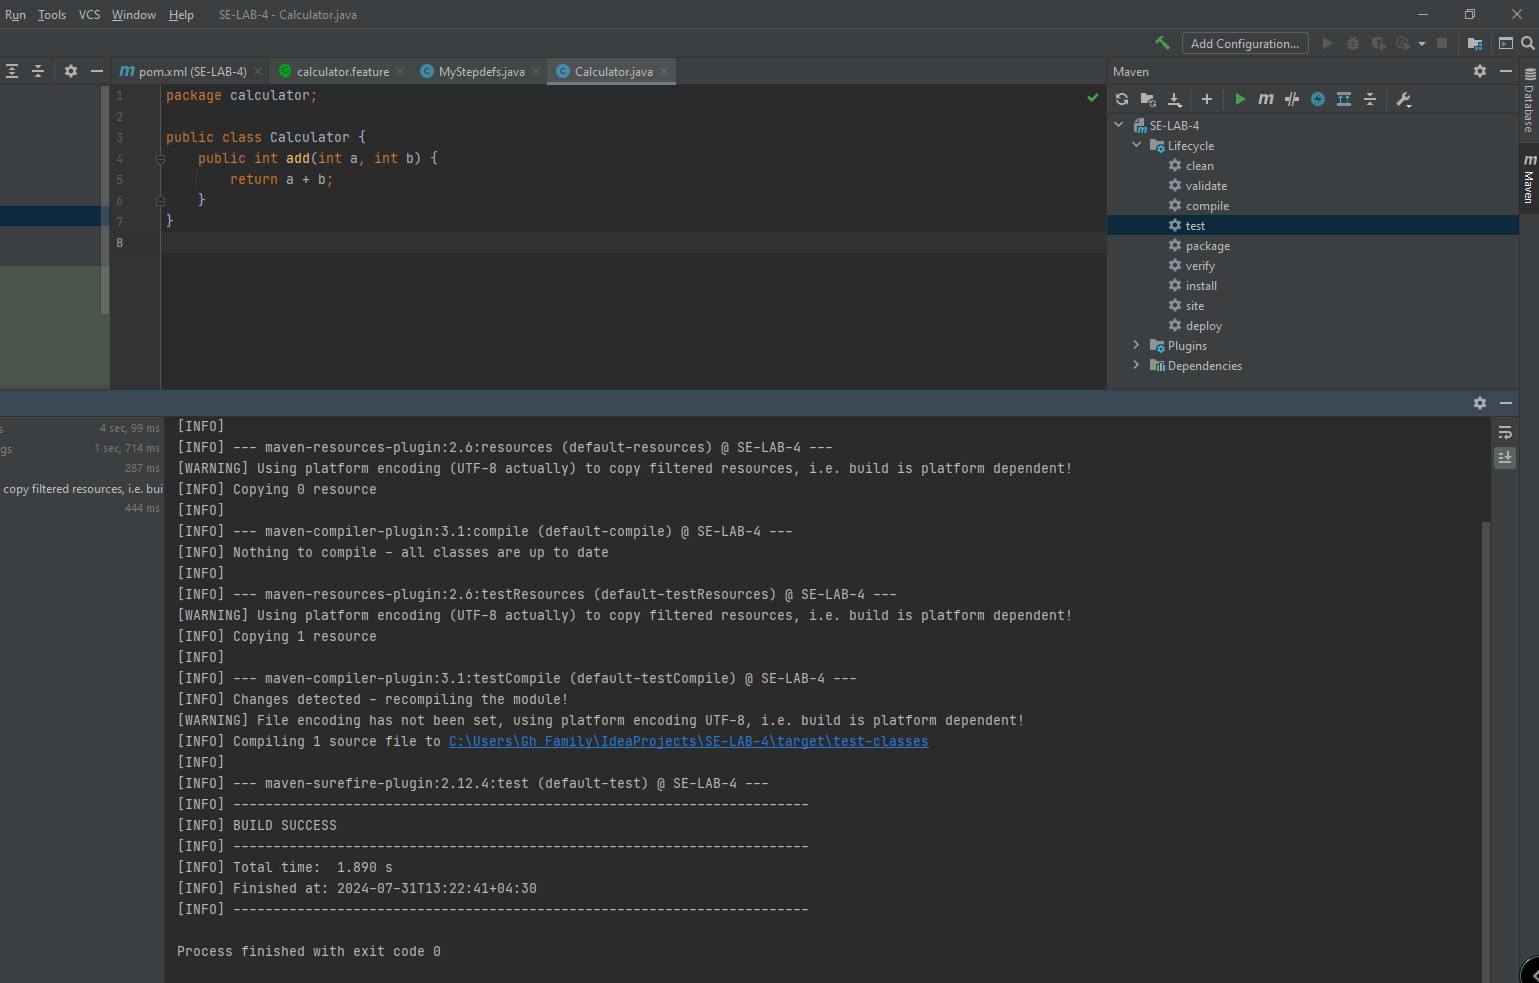 Run Tools VCS Window Help SE-LAB-4 - Calculator.java
Add Configuration...
pom.xml (SE-LAB-4) calculator.feature MyStepdefs.java Calculator.java
Maven
1 package calculator;
2
3 public class Calculator {
4 public int add(int a, int b) {
5 return a + b;
6 }
7 }
8
SE-LAB-4
Lifecycle
clean
validate
compile
test
package
verify
install
site
deploy
Plugins
Dependencies
Database
Maven
s 4 sec, 99 ms
gs 1 sec, 714 ms
287 ms
copy filtered resources, i.e. bui
444 ms
[INFO]
[INFO] --- maven-resources-plugin:2.6:resources (default-resources) @ SE-LAB-4 ---
[WARNING] Using platform encoding (UTF-8 actually) to copy filtered resources, i.e. build is platform dependent!
[INFO] Copying 0 resource
[INFO]
[INFO] --- maven-compiler-plugin:3.1:compile (default-compile) @ SE-LAB-4 ---
[INFO] Nothing to compile - all classes are up to date
[INFO]
[INFO] --- maven-resources-plugin:2.6:testResources (default-testResources) @ SE-LAB-4 ---
[WARNING] Using platform encoding (UTF-8 actually) to copy filtered resources, i.e. build is platform dependent!
[INFO] Copying 1 resource
[INFO]
[INFO] --- maven-compiler-plugin:3.1:testCompile (default-testCompile) @ SE-LAB-4 ---
[INFO] Changes detected - recompiling the module!
[WARNING] File encoding has not been set, using platform encoding UTF-8, i.e. build is platform dependent!
[INFO] Compiling 1 source file to C:\Users\Gh Family\IdeaProjects\SE-LAB-4\target\test-classes
[INFO]
[INFO] --- maven-surefire-plugin:2.12.4:test (default-test) @ SE-LAB-4 ---
[INFO] ------------------------------------------------------------------------
[INFO] BUILD SUCCESS
[INFO] ------------------------------------------------------------------------
[INFO] Total time:  1.890 s
[INFO] Finished at: 2024-07-31T13:22:41+04:30
[INFO] ------------------------------------------------------------------------
Process finished with exit code 0